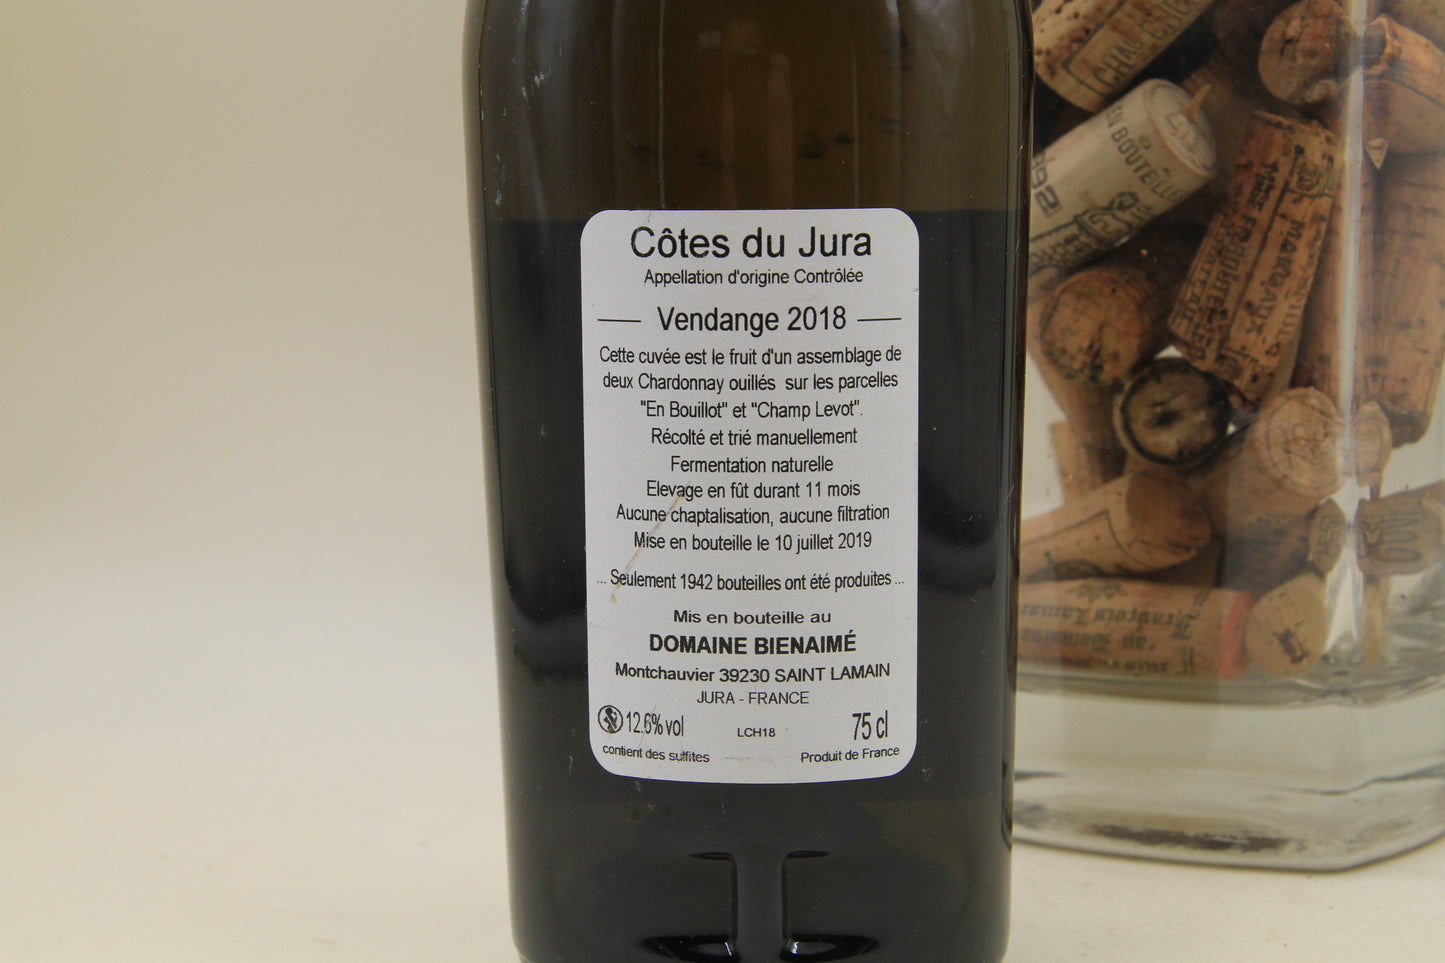 Côtes du Jura
Appellation d'origine Contrôlée
Vendange 2018
Cette cuvée est le fruit d'un assemblage de
deux Chardonnay ouillés sur les parcelles
"En Bouillot" et "Champ Levot".
Récolté et trié manuellement
Fermentation naturelle
Elevage en fût durant 11 mois
Aucune chaptalisation, aucune filtration
Mise en bouteille le 10 juillet 2019
... Seulement 1942 bouteilles ont été produites ...
Mis en bouteille au
DOMAINE BIENAIMÉ
Montchauvier 39230 SAINT LAMAIN
JURA - FRANCE
12.6% vol
LCH18
75 cl
contient des sulfites
Produit de France
EN BOUTEILLE
MARGAUX